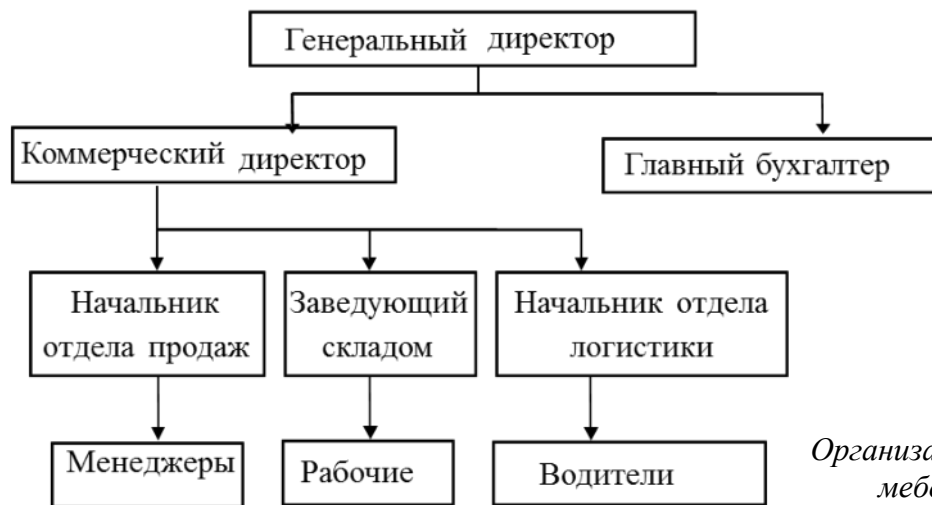 Генеральный директор
Коммерческий директор
Главный бухгалтер
Начальник
отдела продаж
Заведующий
складом
Начальник отдела
логистики
Менеджеры
Рабочие
Водители